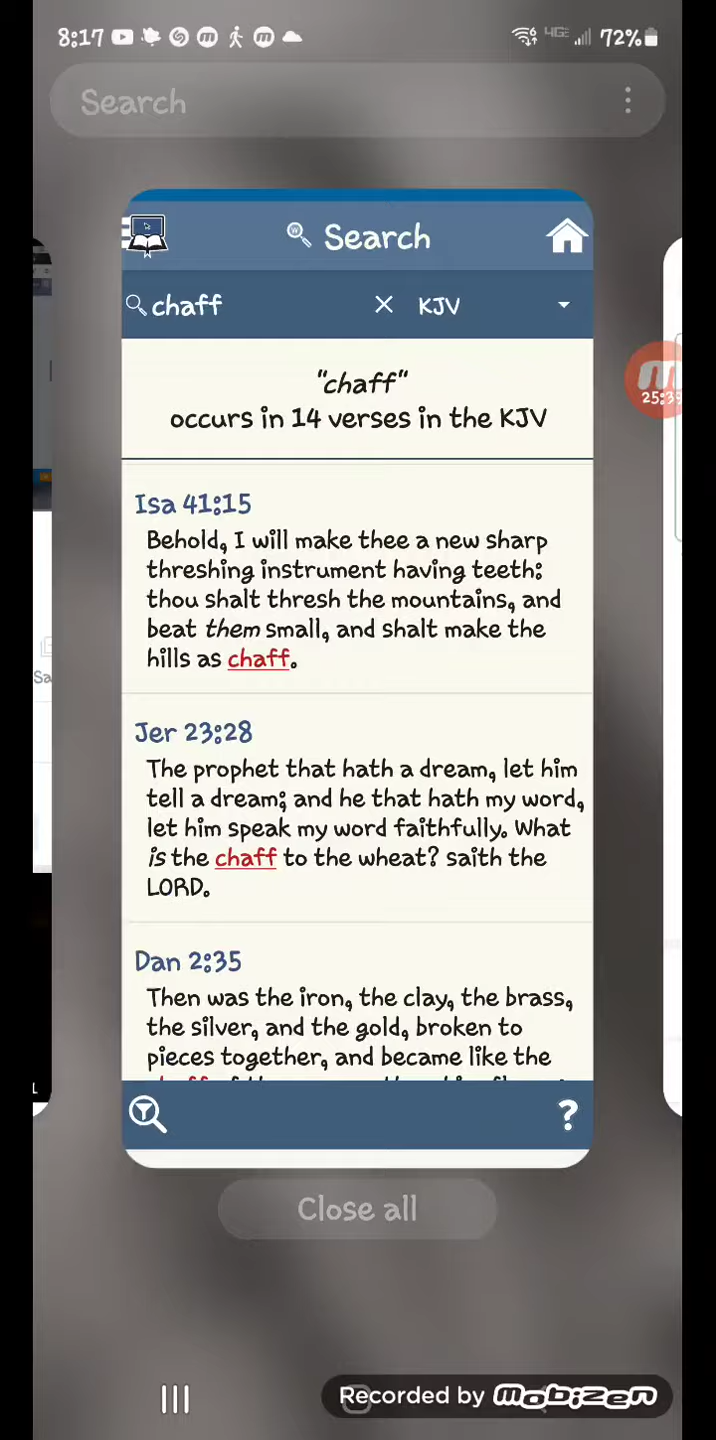 8:17
4GE 72%
Search
Search
chaff
KJV
25:3
"chaff"
occurs in 14 verses in the KJV
Isa 41:15
Behold, I will make thee a new sharp
threshing instrument having teeth:
thou shalt thresh the mountains, and
beat them small, and shalt make the
hills as chaff.
Sa
Jer 23:28
The prophet that hath a dream, let him
tell a dream; and he that hath my word,
let him speak my word faithfully. What
is the chaff to the wheat? saith the
LORD.
Dan 2:35
Then was the iron, the clay, the brass,
the silver, and the gold, broken to
pieces together, and became like the
?
Close all
Recorded by mobizen